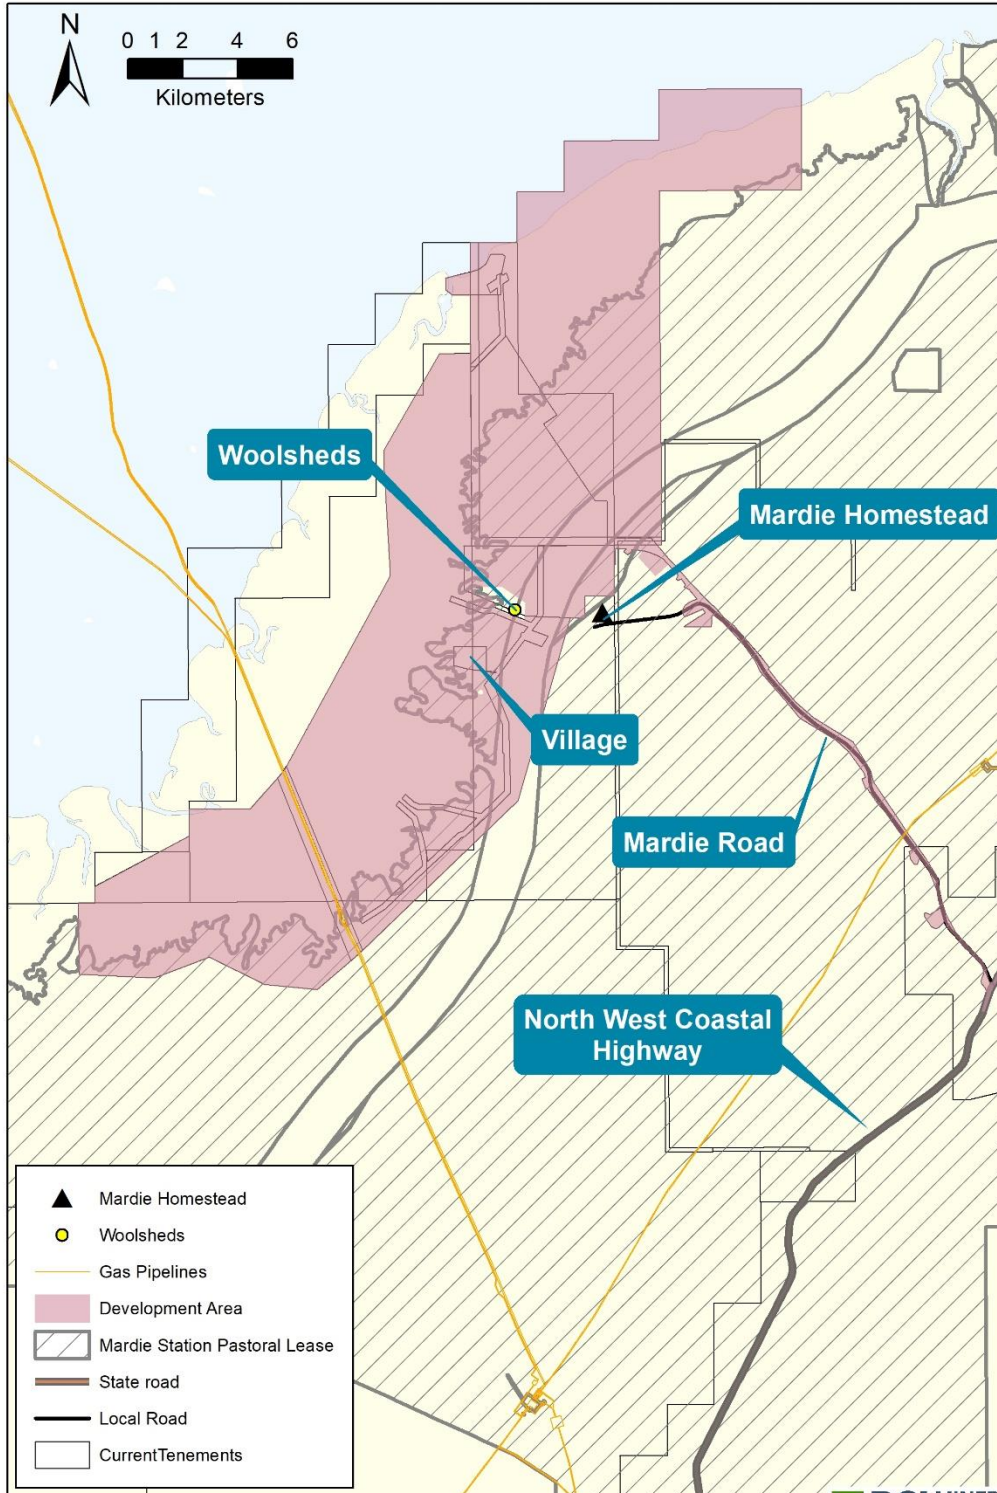 N
0 1 2 4 6
Kilometers
Woolsheds
Mardie Homestead
Village
Mardie Road
North West Coastal
Highway
Mardie Homestead
Woolsheds
Gas Pipelines
Development Area
Mardie Station Pastoral Lease
State road
Local Road
CurrentTenements